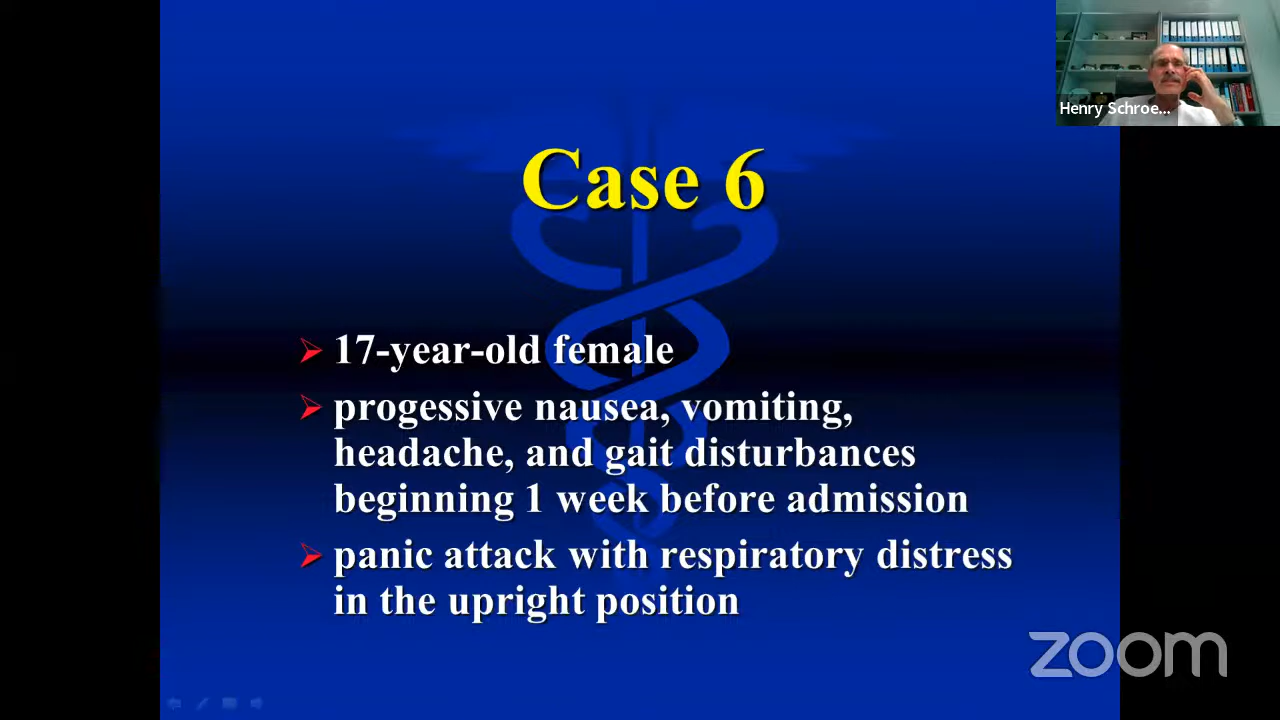 Henry Schroe...
Case 6
17-year-old female
progessive nausea, vomiting,
headache, and gait disturbances
beginning 1 week before admission
panic attack with respiratory distress
in the upright position
zoom